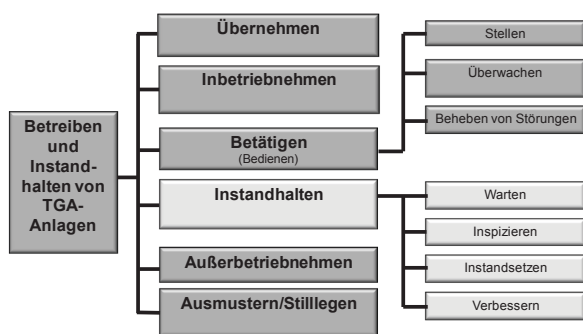 Betreiben
und
Instand-
halten von
TGA-
Anlagen
Übernehmen
Inbetriebnehmen
Betätigen
(Bedienen)
Instandhalten
Außerbetriebnehmen
Ausmustern/Stilllegen
Stellen
Überwachen
Beheben von Störungen
Warten
Inspizieren
Instandsetzen
Verbessern